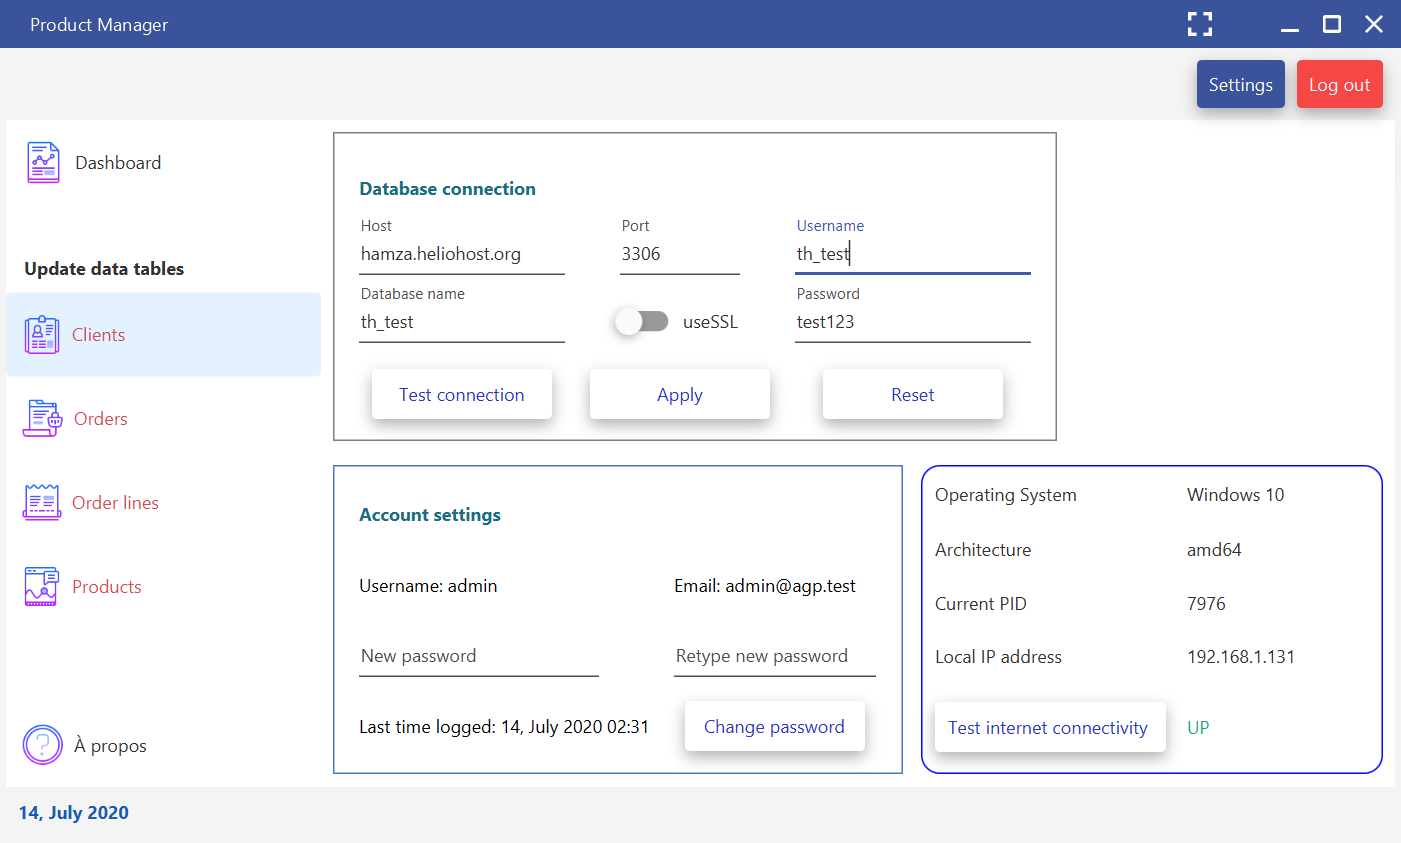 Product Manager
Settings
Log out
Dashboard
Update data tables
Clients
Orders
Order lines
Products
À propos
Database connection
Host
Port
Username
hamza.heliohost.org
3306
th_test
Database name
Password
th_test
useSSL
test123
Test connection
Apply
Reset
Account settings
Username: admin
Email: admin@agp.test
New password
Retype new password
Last time logged: 14, July 2020 02:31
Change password
Operating System
Windows 10
Architecture
amd64
Current PID
7976
Local IP address
192.168.1.131
Test internet connectivity
UP
14, July 2020